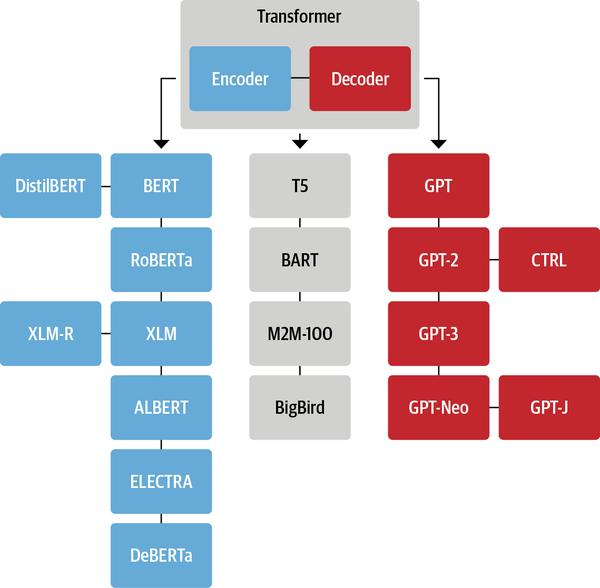 Transformer
Encoder
Decoder
DistilBERT
BERT
T5
GPT
RoBERTa
BART
GPT-2
CTRL
XLM-R
XLM
M2M-100
GPT-3
ALBERT
BigBird
GPT-Neo
GPT-J
ELECTRA
DeBERTa